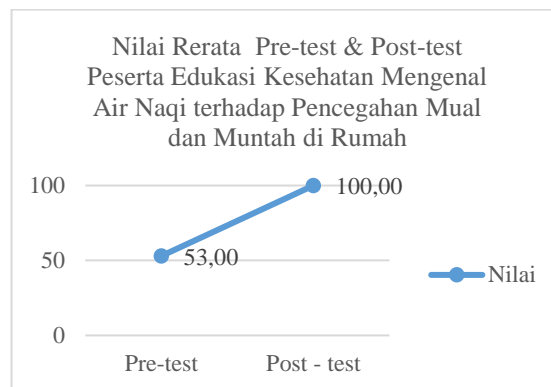 Nilai Rerata Pre-test & Post-test
Peserta Edukasi Kesehatan Mengenal
Air Naqi terhadap Pencegahan Mual
dan Muntah di Rumah
100
100,00
50
53,00
Nilai
0
Pre-test
Post - test